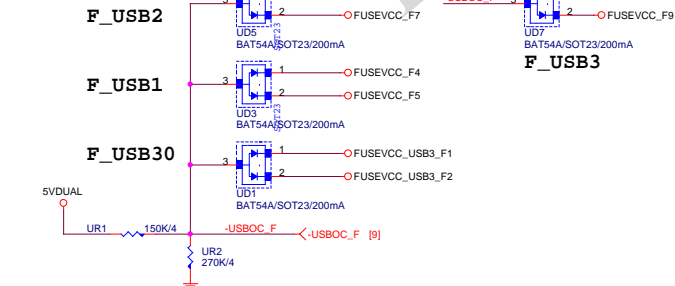 F_USB2
2
FUSEVCC_F7
UD5
BAT54A/SOT23/200mA
2
FUSEVCC_F9
UD7
BAT54A/SOT23/200mA
F_USB3
F_USB1
3
1
FUSEVCC_F4
2
FUSEVCC_F5
SOT23
UD3
BAT54A/SOT23/200mA
F_USB30
3
1
FUSEVCC_USB3_F1
2
FUSEVCC_USB3_F2
UD1
BAT54A/SOT23/200mA
5VDUAL
UR1
150K/4
-USBOC_F
-USBOC_F [9]
UR2
270K/4